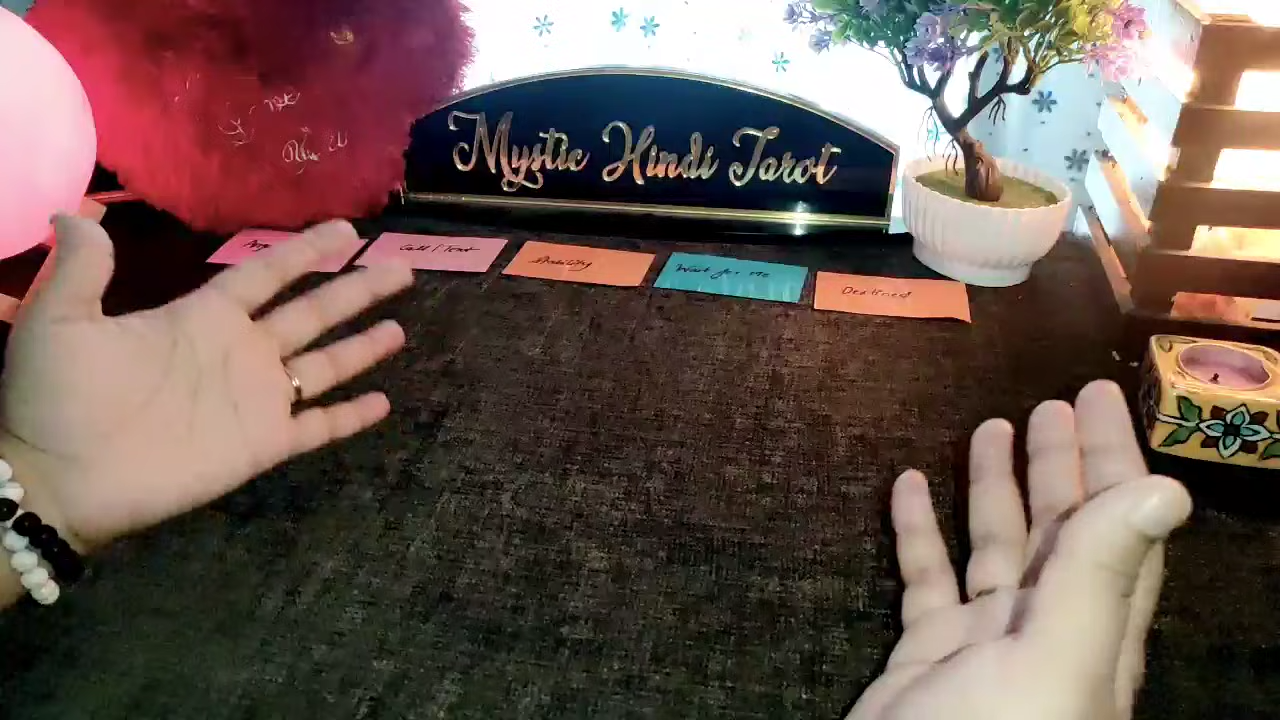 Mystic Hindi Tarot
Call / Text
Stability
Wait for me
Destined